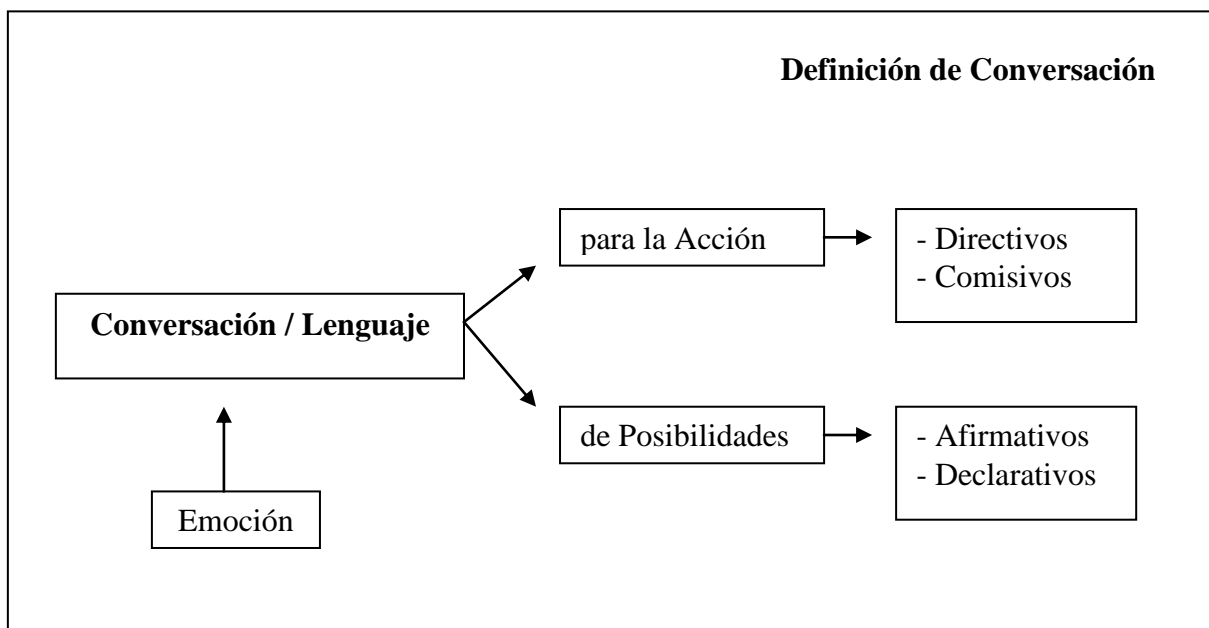 Definición de Conversación
para la Acción
- Directivos
- Comisivos
Conversación / Lenguaje
de Posibilidades
- Afirmativos
- Declarativos
Emoción